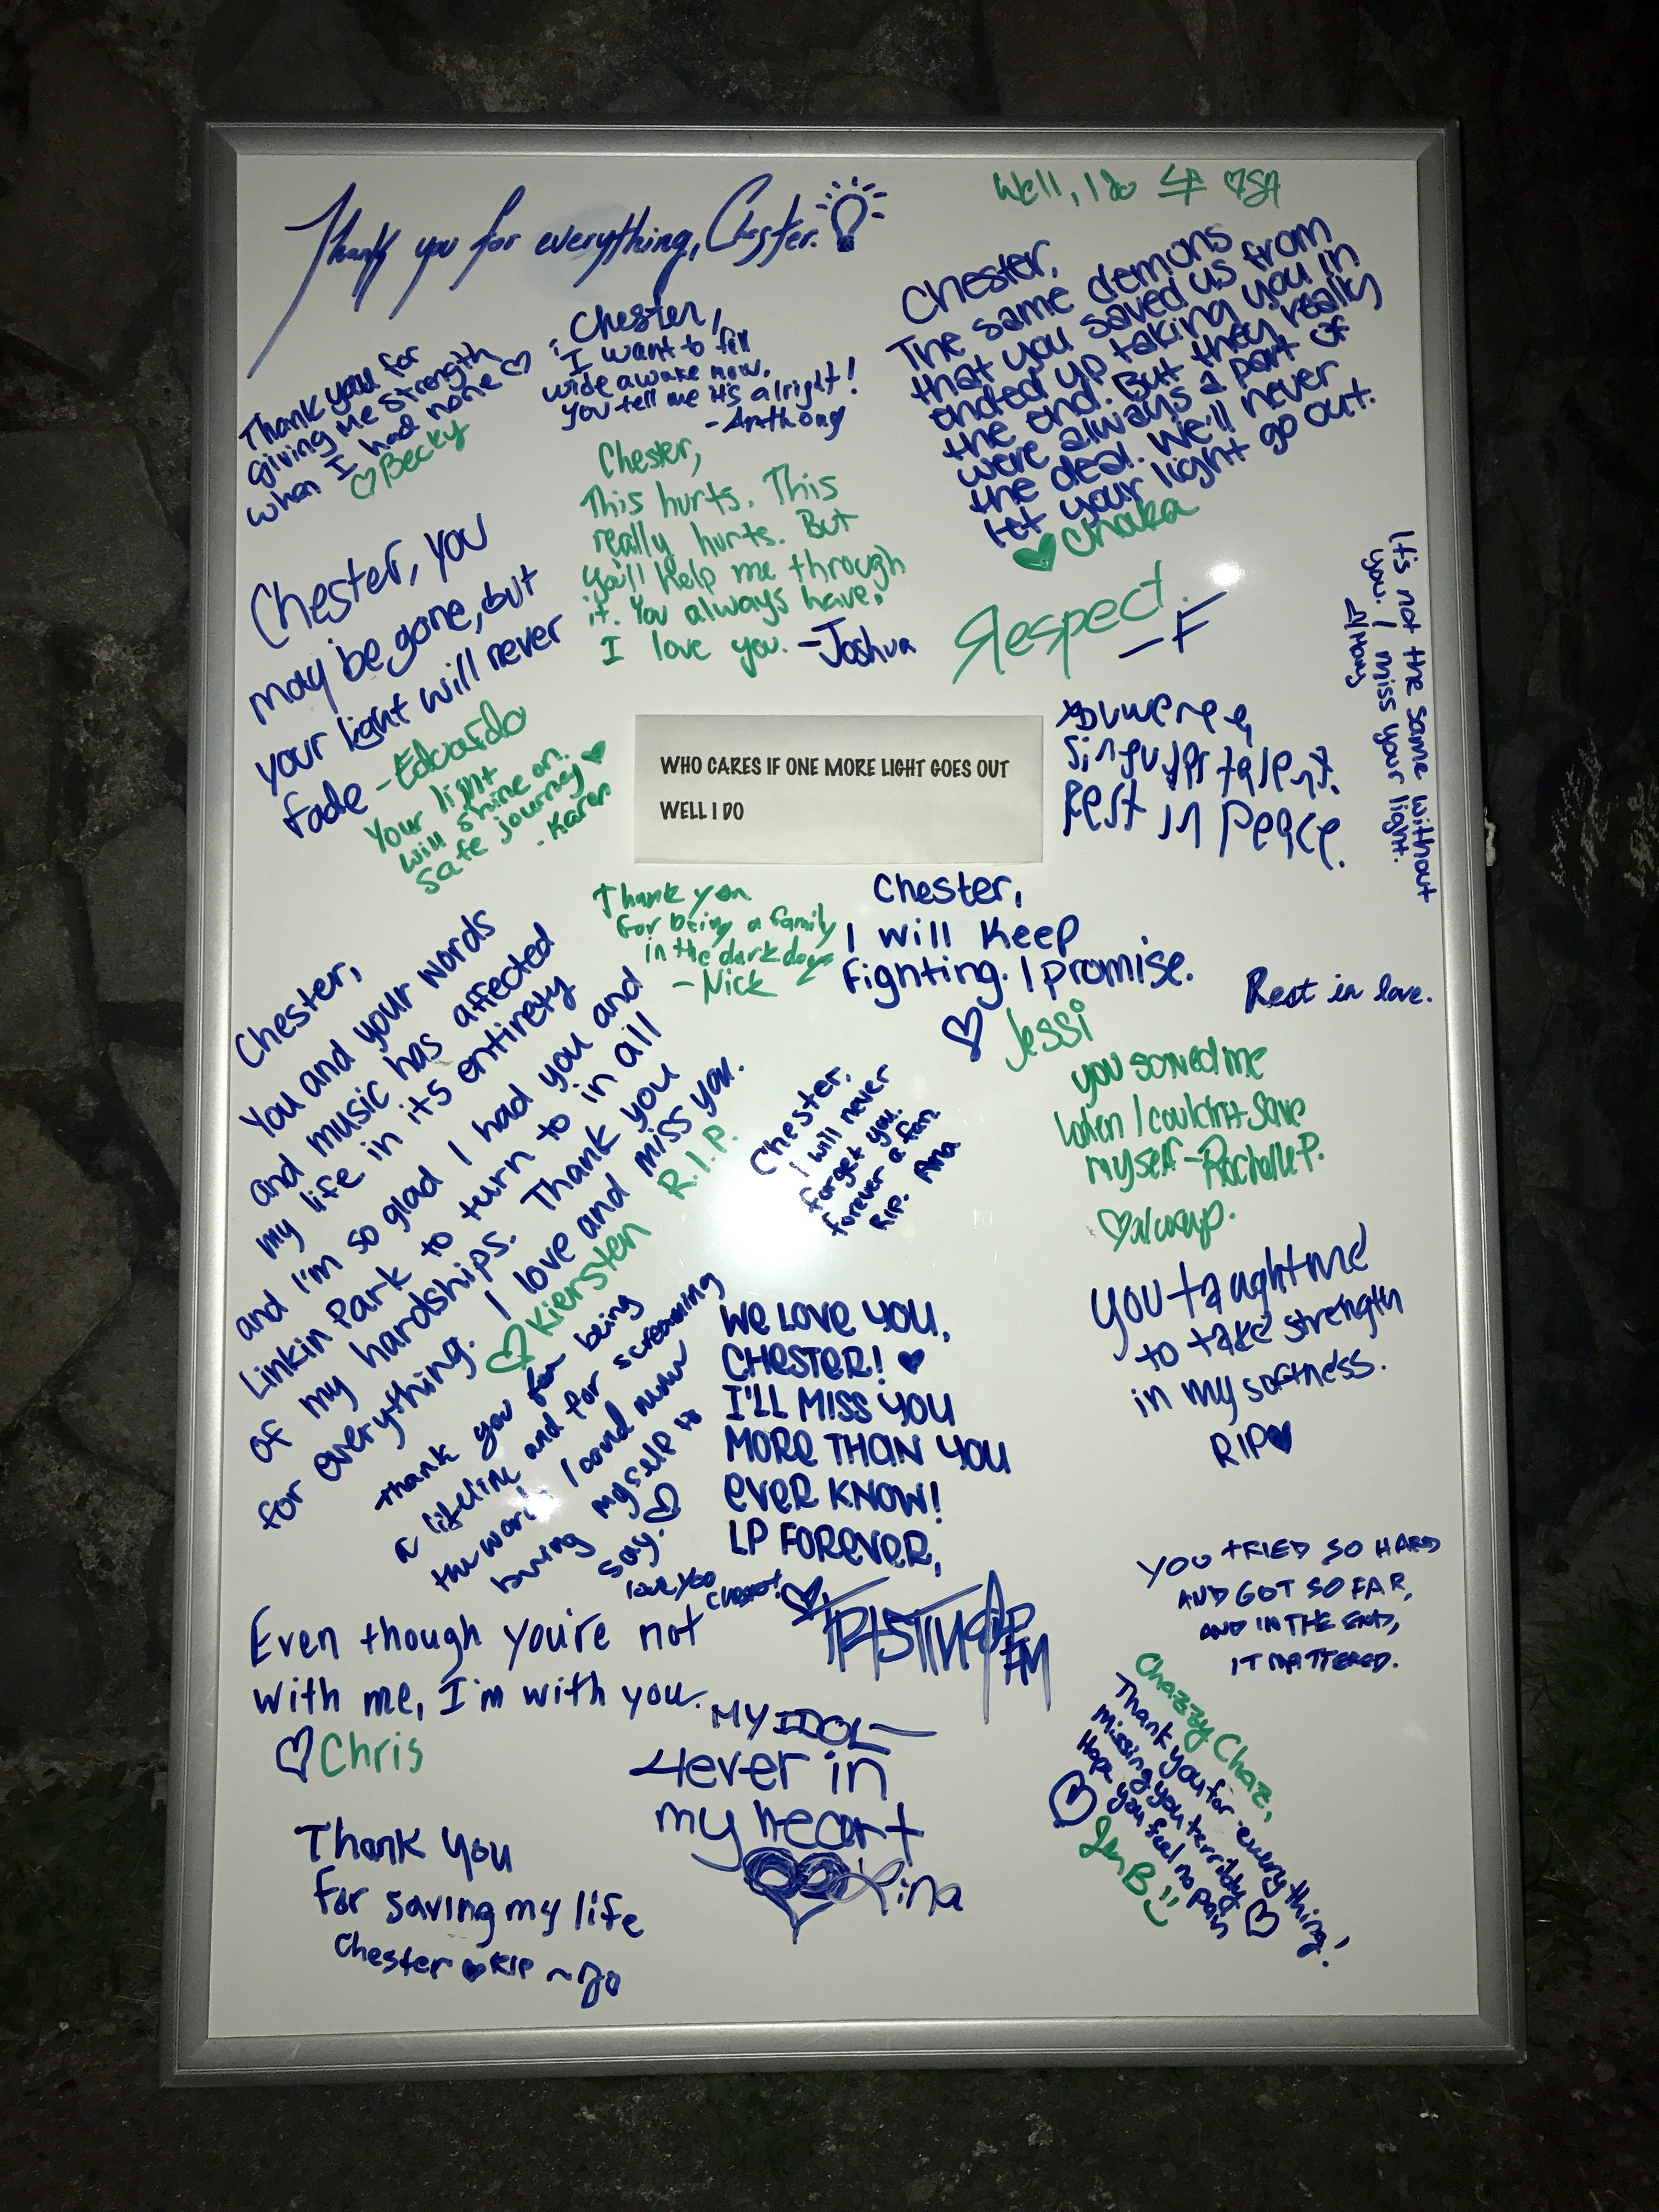 Thank you for everything, Chester.
Well, I do
Thank you for
giving me strength
when I had none
Becky
Chester,
I want to fall
wide awake now.
you tell me it's alright!
- Anthony
Chester,
The same demons
that you saved us from
ended up taking you in
the end. But they really
were always a part of
the deal. We'll never
let your light go out.
Chaka
Chester,
This hurts. This
really hurts. But
you'll help me through
it. You always have,
I love you. -Joshua
Respect.
- F
It's not the same without
you. I miss your light.
Chester, you
may be gone, but
your light will never
fade - Edoardo
Your light
will shine on.
safe journey
- Karen
WHO CARES IF ONE MORE LIGHT GOES OUT
WELL I DO
You were a
singular talent.
Rest in Peace.
Thank you
for being a family
in the dark days
- Nick
Chester,
I will keep
fighting. I promise.
Jessi
Rest in love.
Chester,
You and your words
and music has affected
my life in its entirety
and I'm so glad I had you and
Linkin Park to turn to in all
of my hardships. Thank you
for everything. I love and miss you.
R.I.P.
Kiersten
Chester,
I will never
forget you.
forever a fan.
RIP. Ana
you saved me
when I couldn't save
myself - Rochelle P.
always.
thank you for being
a lifeline and for screaming
the words I could never
bring myself to
say.
love you Chester!
WE LOVE YOU,
CHESTER!
I'LL MISS YOU
MORE THAN YOU
EVER KNOW!
LP FOREVER,
You taught me
to take strength
in my softness.
RIP
YOU TRIED SO HARD
AND GOT SO FAR,
AND IN THE END,
IT MATTERED.
Even though you're not
with me, I'm with you.
Chris
MY IDOL
4ever in
my heart
Lina
Chazzy Chaz,
Thank you for everything!
Missing you terribly
Hope you feel no pain
Jen B
Thank you
for saving my life
Chester RIP ~Jo